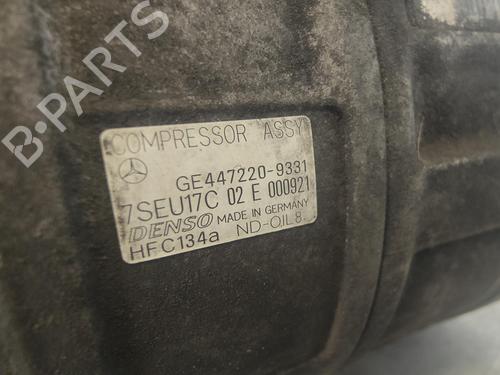 B-PARTS
COMPRESSOR ASSY
GE447220-9331
7SEU17C 02 E 000921
DENSO MADE IN GERMANY
HFC134a ND-OIL8